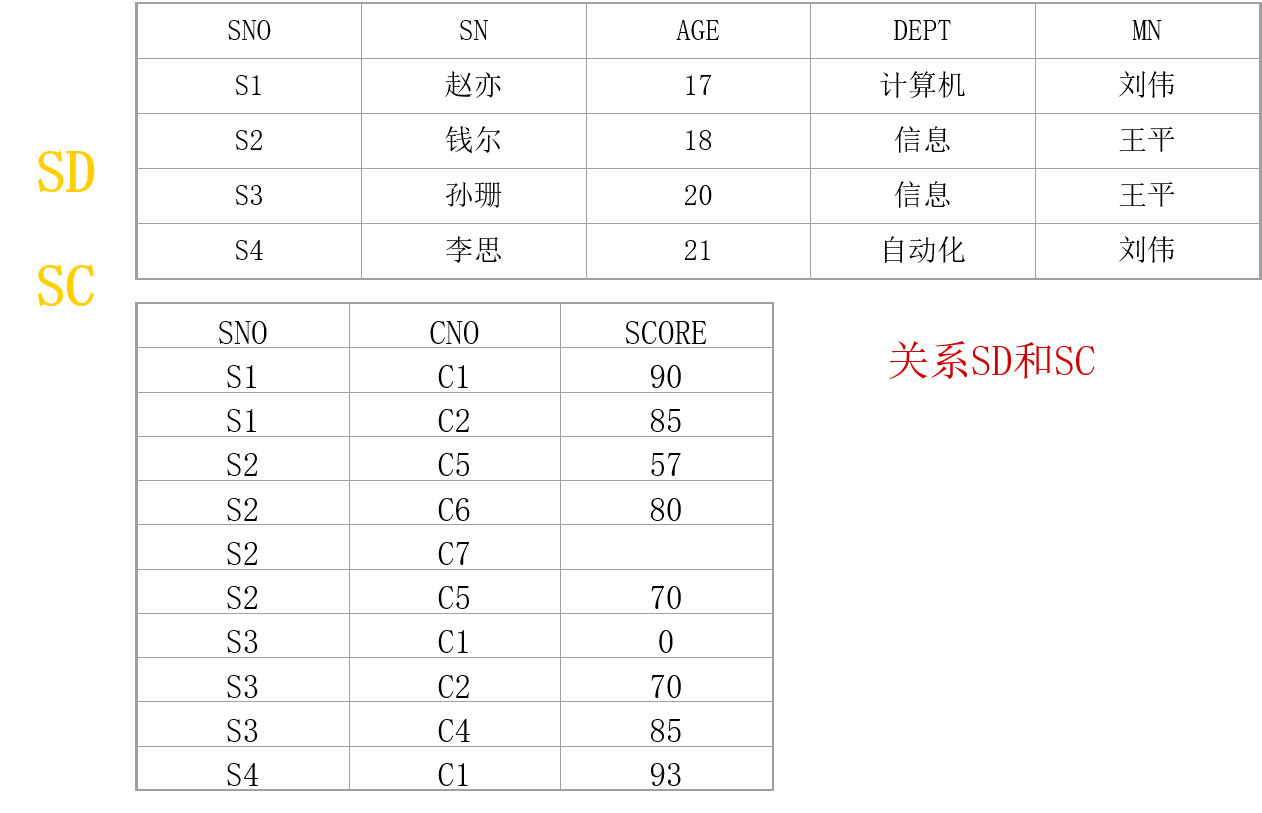 SNO SN AGE DEPT MN
S1 赵亦 17 计算机 刘伟
S2 钱尔 18 信息 王平
SD
S3 孙珊 20 信息 王平
S4 李思 21 自动化 刘伟
SC
SNO CNO SCORE
关系SD和SC
S1 C1 90
S1 C2 85
S2 C5 57
S2 C6 80
S2 C7
S2 C5 70
S3 C1 0
S3 C2 70
S3 C4 85
S4 C1 93